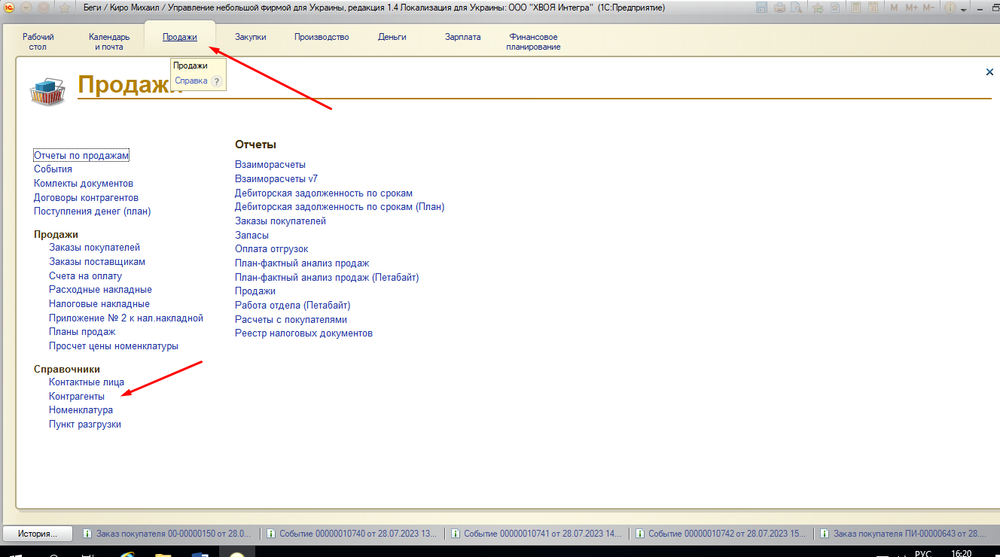 Беги / Киро Михаил / Управление небольшой фирмой для Украины, редакция 1.4 Локализация для Украины: ООО "ХВОЯ Интегра" (1С:Предприятие)
M M+ M-
Рабочий стол
Календарь и почта
Продажи
Закупки
Производство
Деньги
Зарплата
Финансовое планирование
Продажи
Справка ?
Продажи
Отчеты по продажам
События
Комлекты документов
Договоры контрагентов
Поступления денег (план)
Продажи
Заказы покупателей
Заказы поставщикам
Счета на оплату
Расходные накладные
Налоговые накладные
Приложение № 2 к нал.накладной
Планы продаж
Просчет цены номенклатуры
Справочники
Контактные лица
Контрагенты
Номенклатура
Пункт разгрузки
Отчеты
Взаиморасчеты
Взаиморасчеты v7
Дебиторская задолженность по срокам
Дебиторская задолженность по срокам (План)
Заказы покупателей
Запасы
Оплата отгрузок
План-фактный анализ продаж
План-фактный анализ продаж (Петабайт)
Продажи
Работа отдела (Петабайт)
Расчеты с покупателями
Реестр налоговых документов
История...
Заказ покупателя 00-00000150 от 28.0...
Событие 00000010740 от 28.07.2023 13...
Событие 00000010741 от 28.07.2023 14...
Событие 00000010742 от 28.07.2023 15...
Заказ покупателя ПИ-00000643 от 28....
РУС
16:20